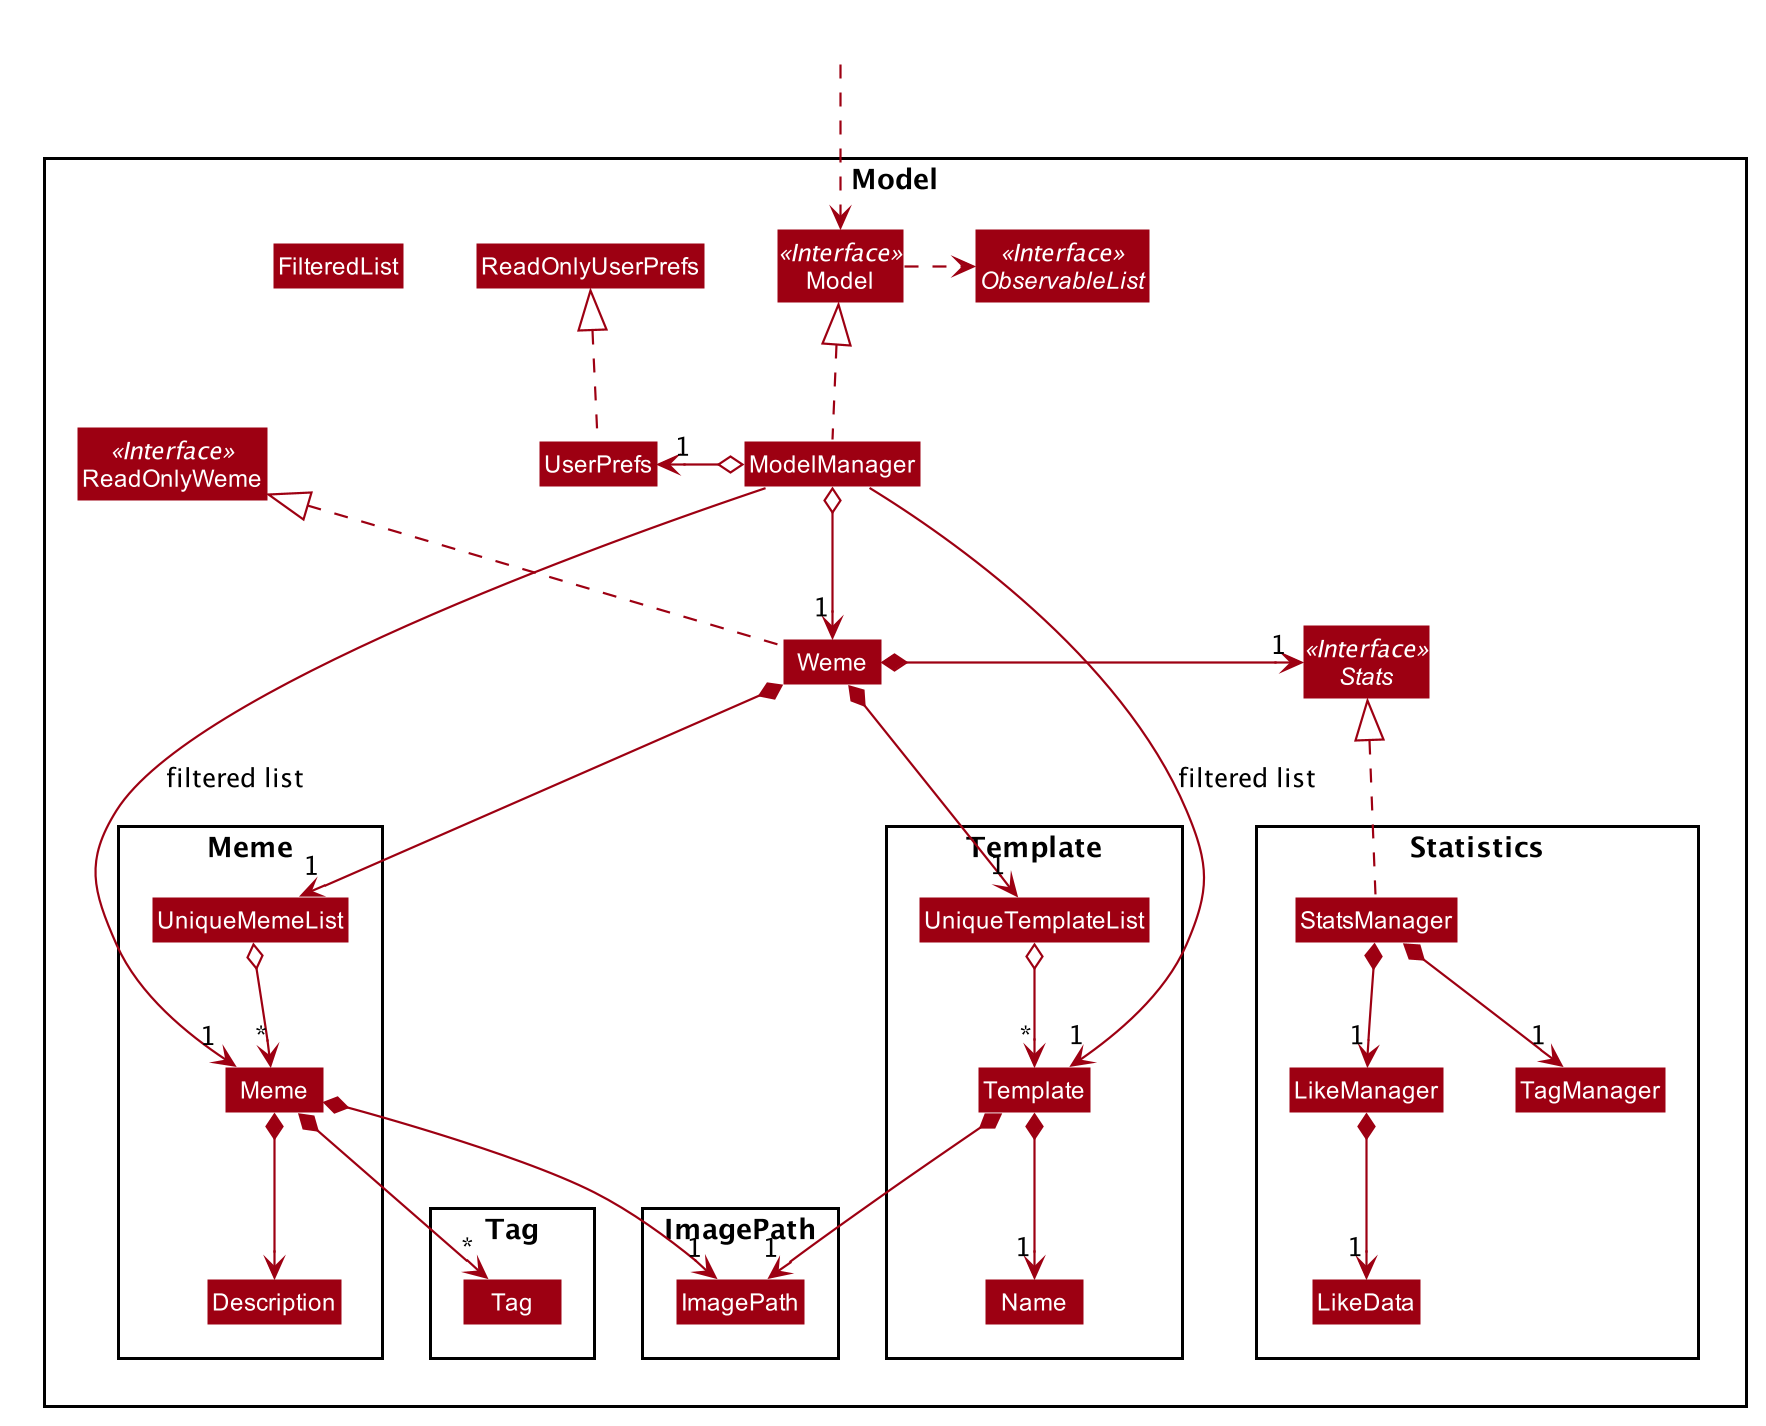 Model
FilteredList
ReadOnlyUserPrefs
«Interface»
Model
«Interface»
ObservableList
«Interface»
ReadOnlyWeme
UserPrefs
1
ModelManager
1
Weme
1
«Interface»
Stats
filtered list
filtered list
Meme
1
UniqueMemeList
1
*
Meme
Description
Template
1
UniqueTemplateList
*
1
Template
1
Name
Statistics
StatsManager
1
1
LikeManager
TagManager
1
LikeData
Tag
*
Tag
ImagePath
1
1
ImagePath